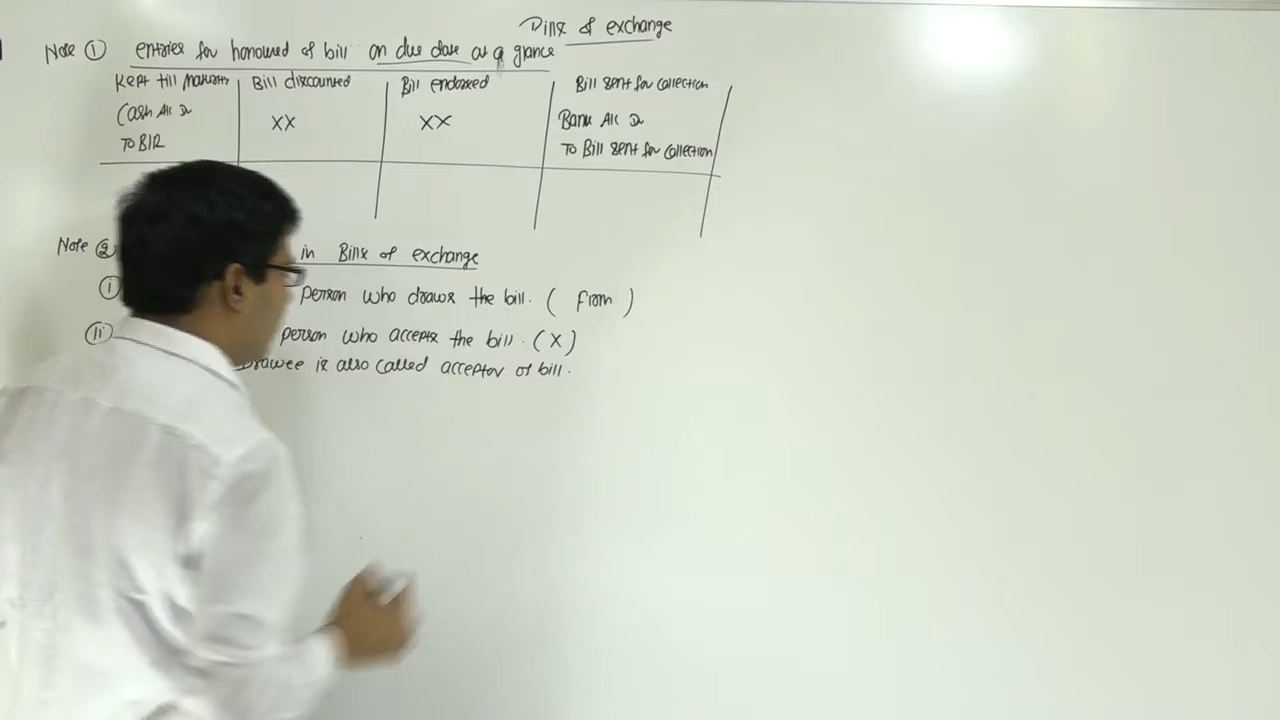 Bills of exchange
Note ① entries for honoured of bill on due date at a glance
Kept till maturity Bill discounted Bill endorsed Bill sent for collection
Cash A/c Dr XX XX Bank A/c Dr
To B/R To Bill sent for collection
Note ② in Bills of exchange
(i) person who draws the bill. ( From )
(ii) person who accepts the bill. (X)
Drawee is also called acceptor of bill.